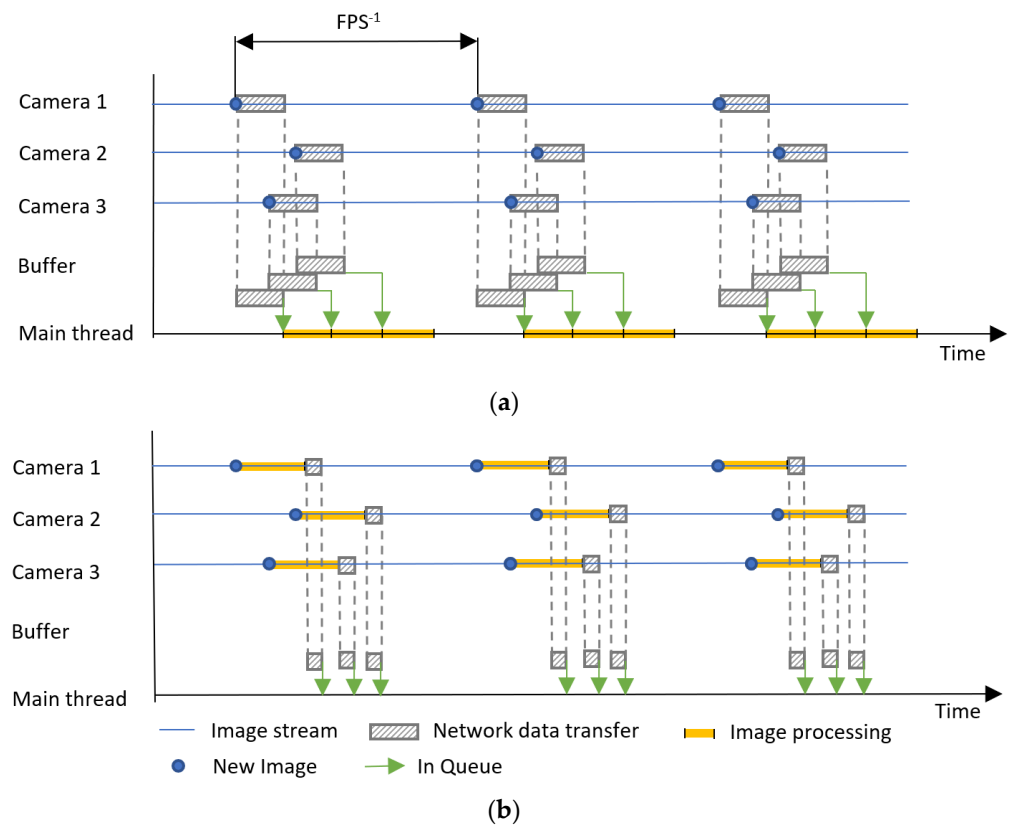 FPS-1
Camera 1
Camera 2
Camera 3
Buffer
Main thread
Time
(a)
Camera 1
Camera 2
Camera 3
Buffer
Main thread
Time
Image stream Network data transfer Image processing
New Image In Queue
(b)